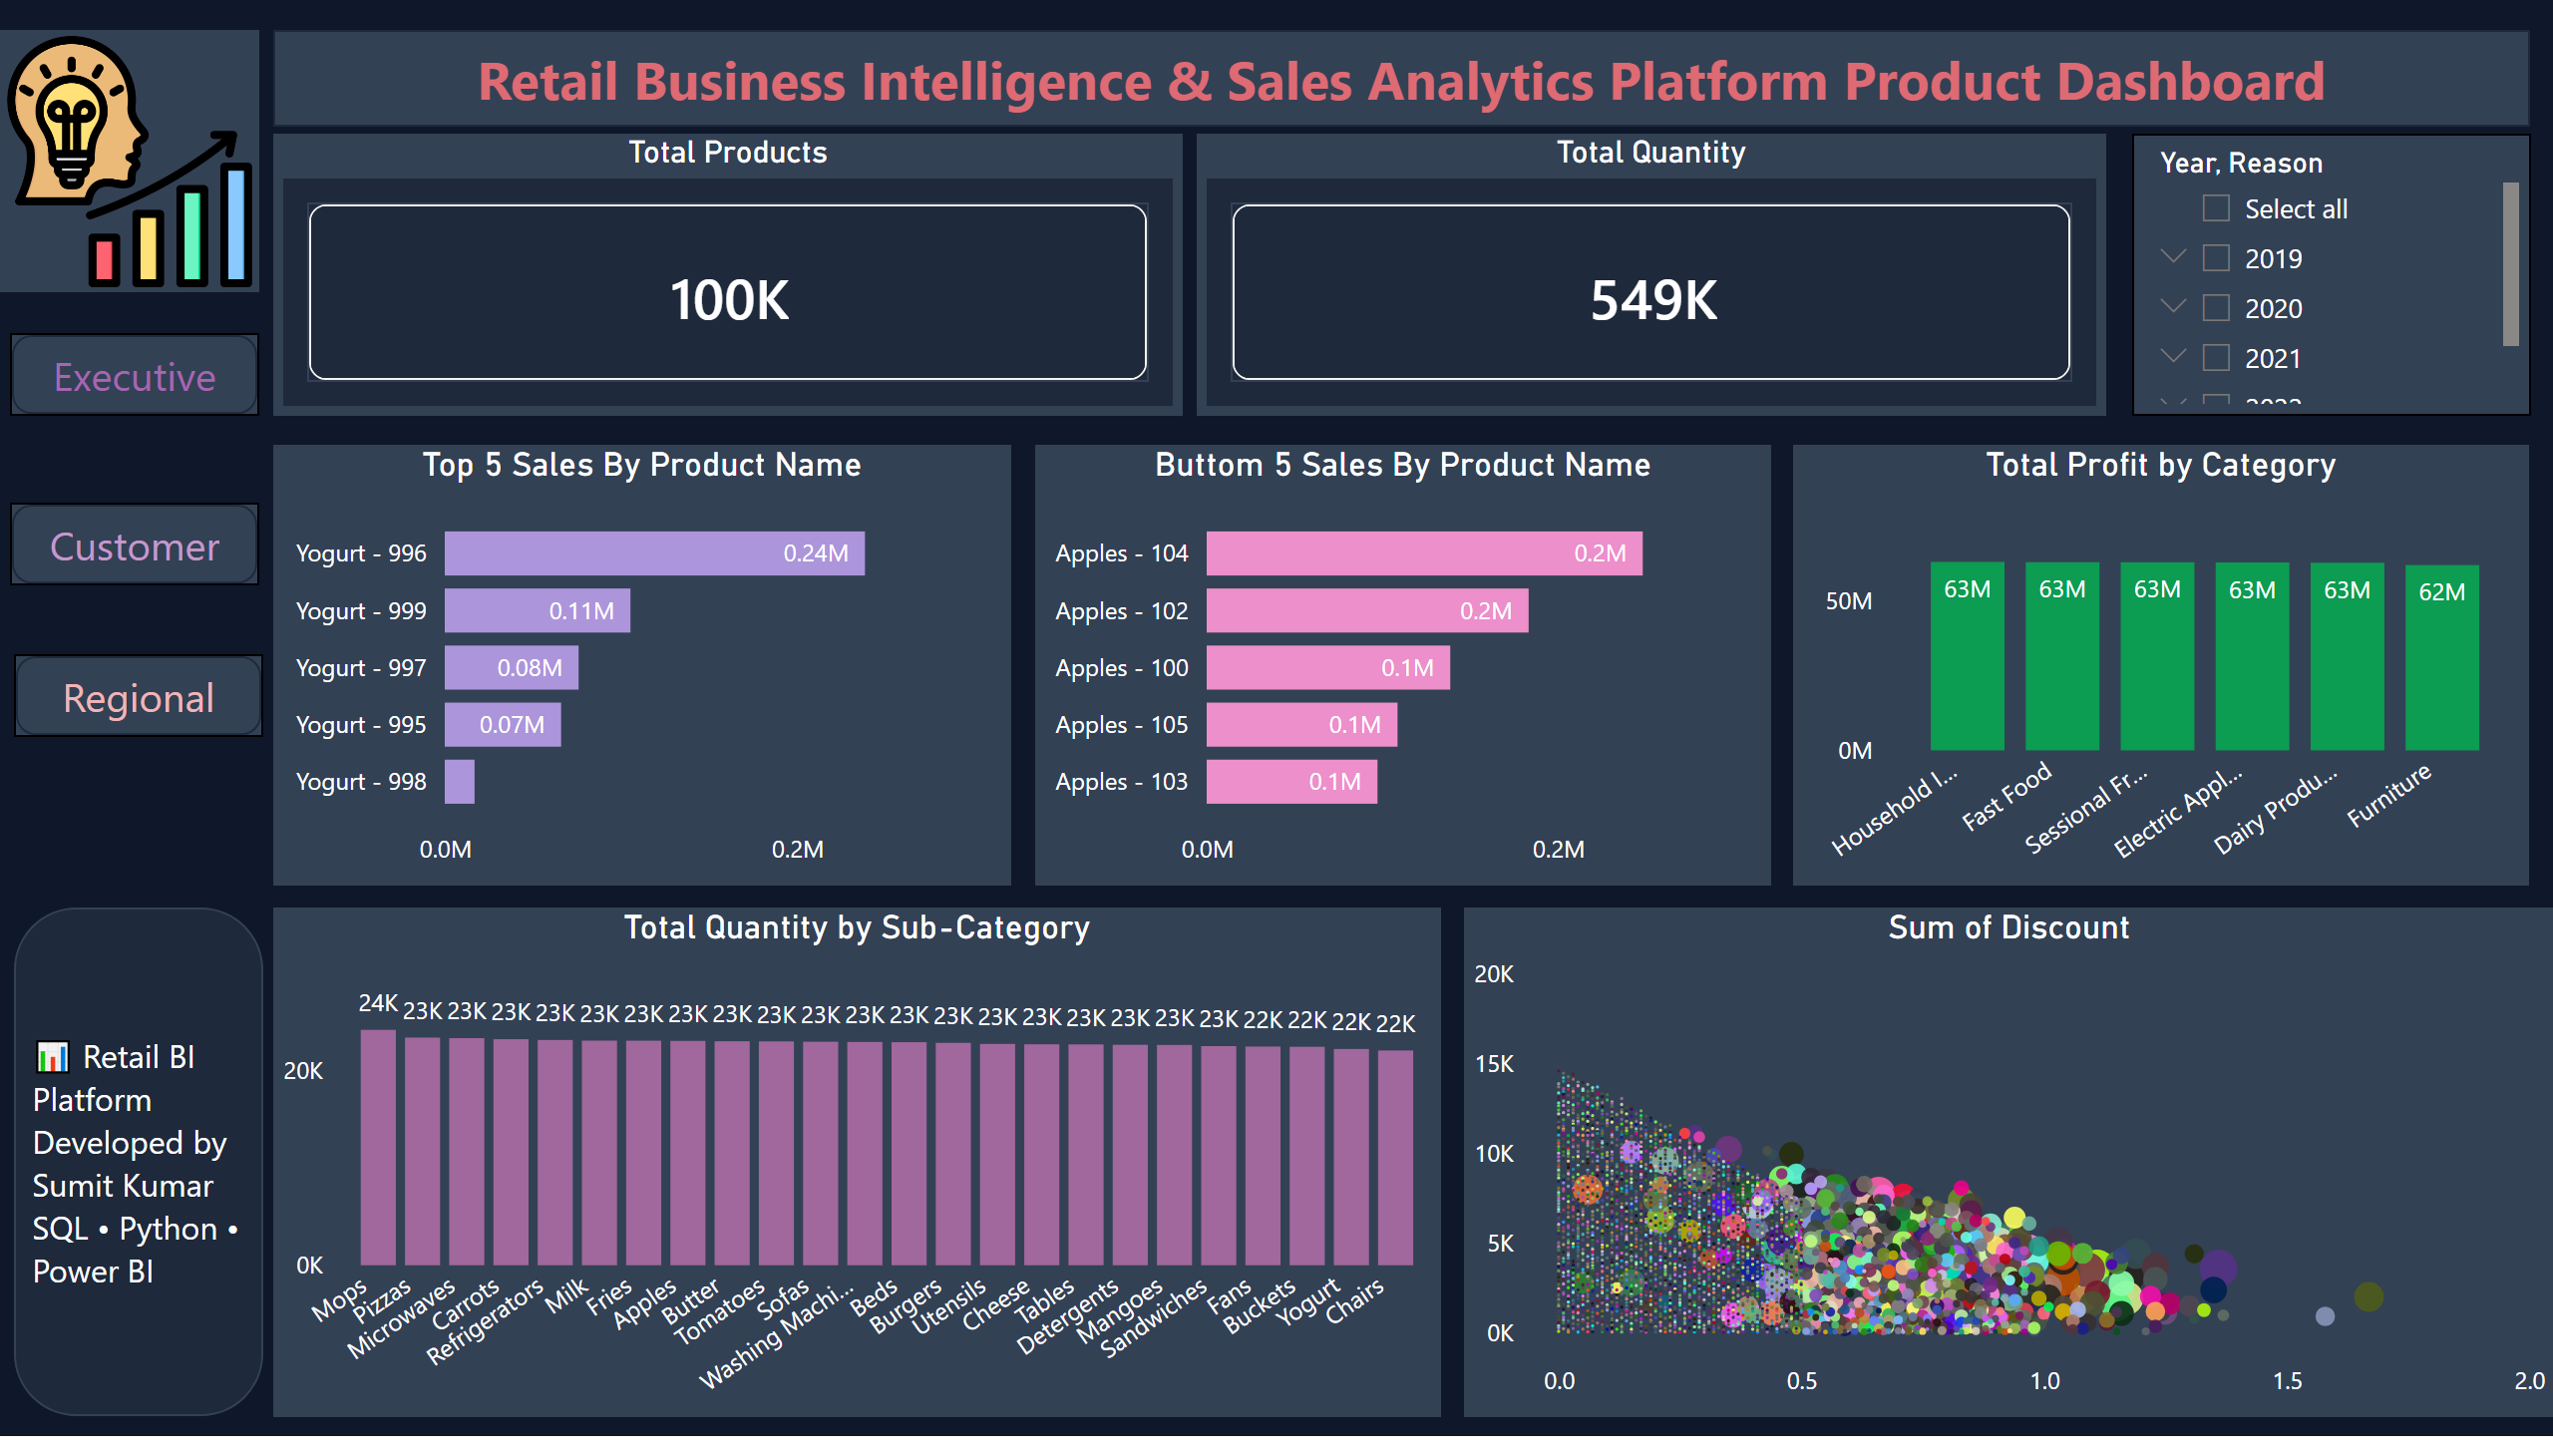 Retail Business Intelligence & Sales Analytics Platform Product Dashboard
Total Products
100K
Total Quantity
549K
Year, Reason
Select all
2019
2020
2021
Executive
Customer
Regional
Top 5 Sales By Product Name
Yogurt - 996 0.24M
Yogurt - 999 0.11M
Yogurt - 997 0.08M
Yogurt - 995 0.07M
Yogurt - 998
0.0M 0.2M
Buttom 5 Sales By Product Name
Apples - 104 0.2M
Apples - 102 0.2M
Apples - 100 0.1M
Apples - 105 0.1M
Apples - 103 0.1M
0.0M 0.2M
Total Profit by Category
63M 63M 63M 63M 63M 62M
50M
0M
Household I... Fast Food Sessional Fr... Electric Appl... Dairy Produ... Furniture
📊 Retail BI
Platform
Developed by
Sumit Kumar
SQL • Python •
Power BI
Total Quantity by Sub-Category
24K 23K 23K 23K 23K 23K 23K 23K 23K 23K 23K 23K 23K 23K 23K 23K 23K 23K 23K 23K 22K 22K 22K 22K
20K
0K
Mops Pizzas Microwaves Carrots Refrigerators Milk Fries Apples Butter Tomatoes Sofas Washing Machi... Beds Burgers Utensils Cheese Tables Detergents Mangoes Sandwiches Fans Buckets Yogurt Chairs
Sum of Discount
20K
15K
10K
5K
0K
0.0 0.5 1.0 1.5 2.0